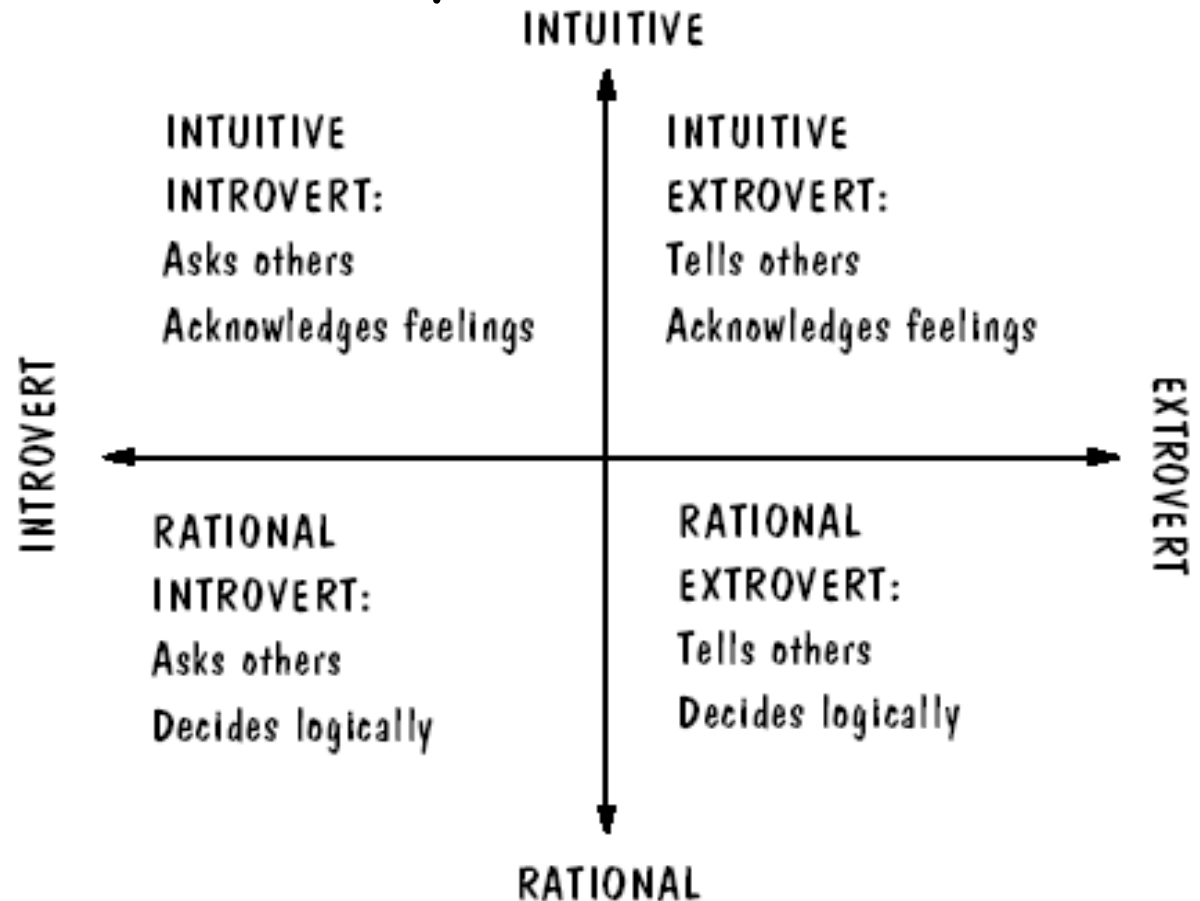 INTUITIVE
INTUITIVE
INTROVERT:
Asks others
Acknowledges feelings
INTUITIVE
EXTROVERT:
Tells others
Acknowledges feelings
INTROVERT
EXTROVERT
RATIONAL
INTROVERT:
Asks others
Decides logically
RATIONAL
EXTROVERT:
Tells others
Decides logically
RATIONAL